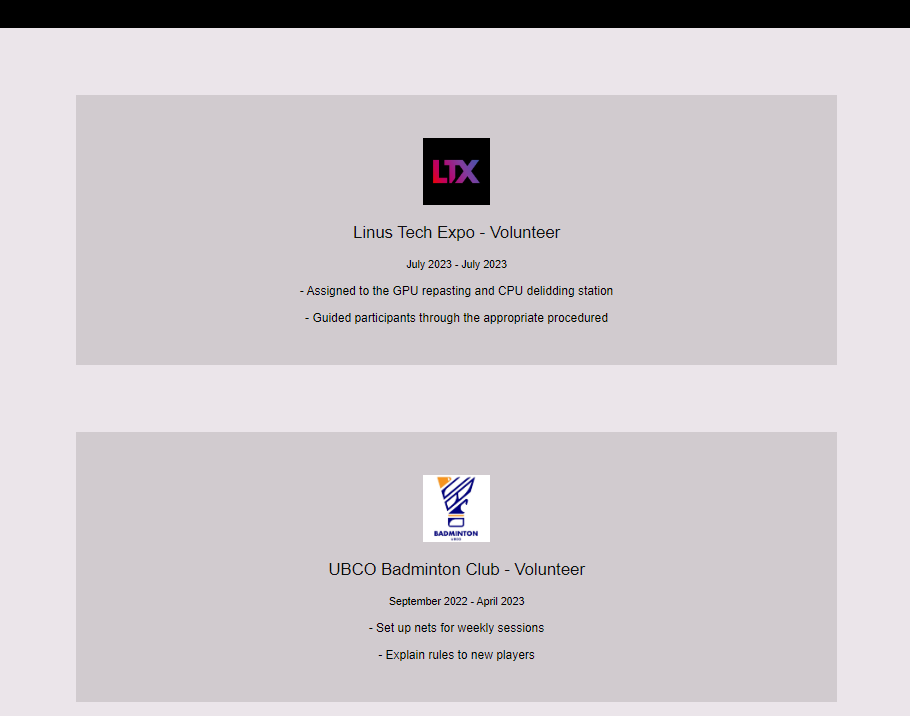 LTX
Linus Tech Expo - Volunteer
July 2023 - July 2023
- Assigned to the GPU repasting and CPU delidding station
- Guided participants through the appropriate procedured
BADMINTON
UBCO Badminton Club - Volunteer
September 2022 - April 2023
- Set up nets for weekly sessions
- Explain rules to new players